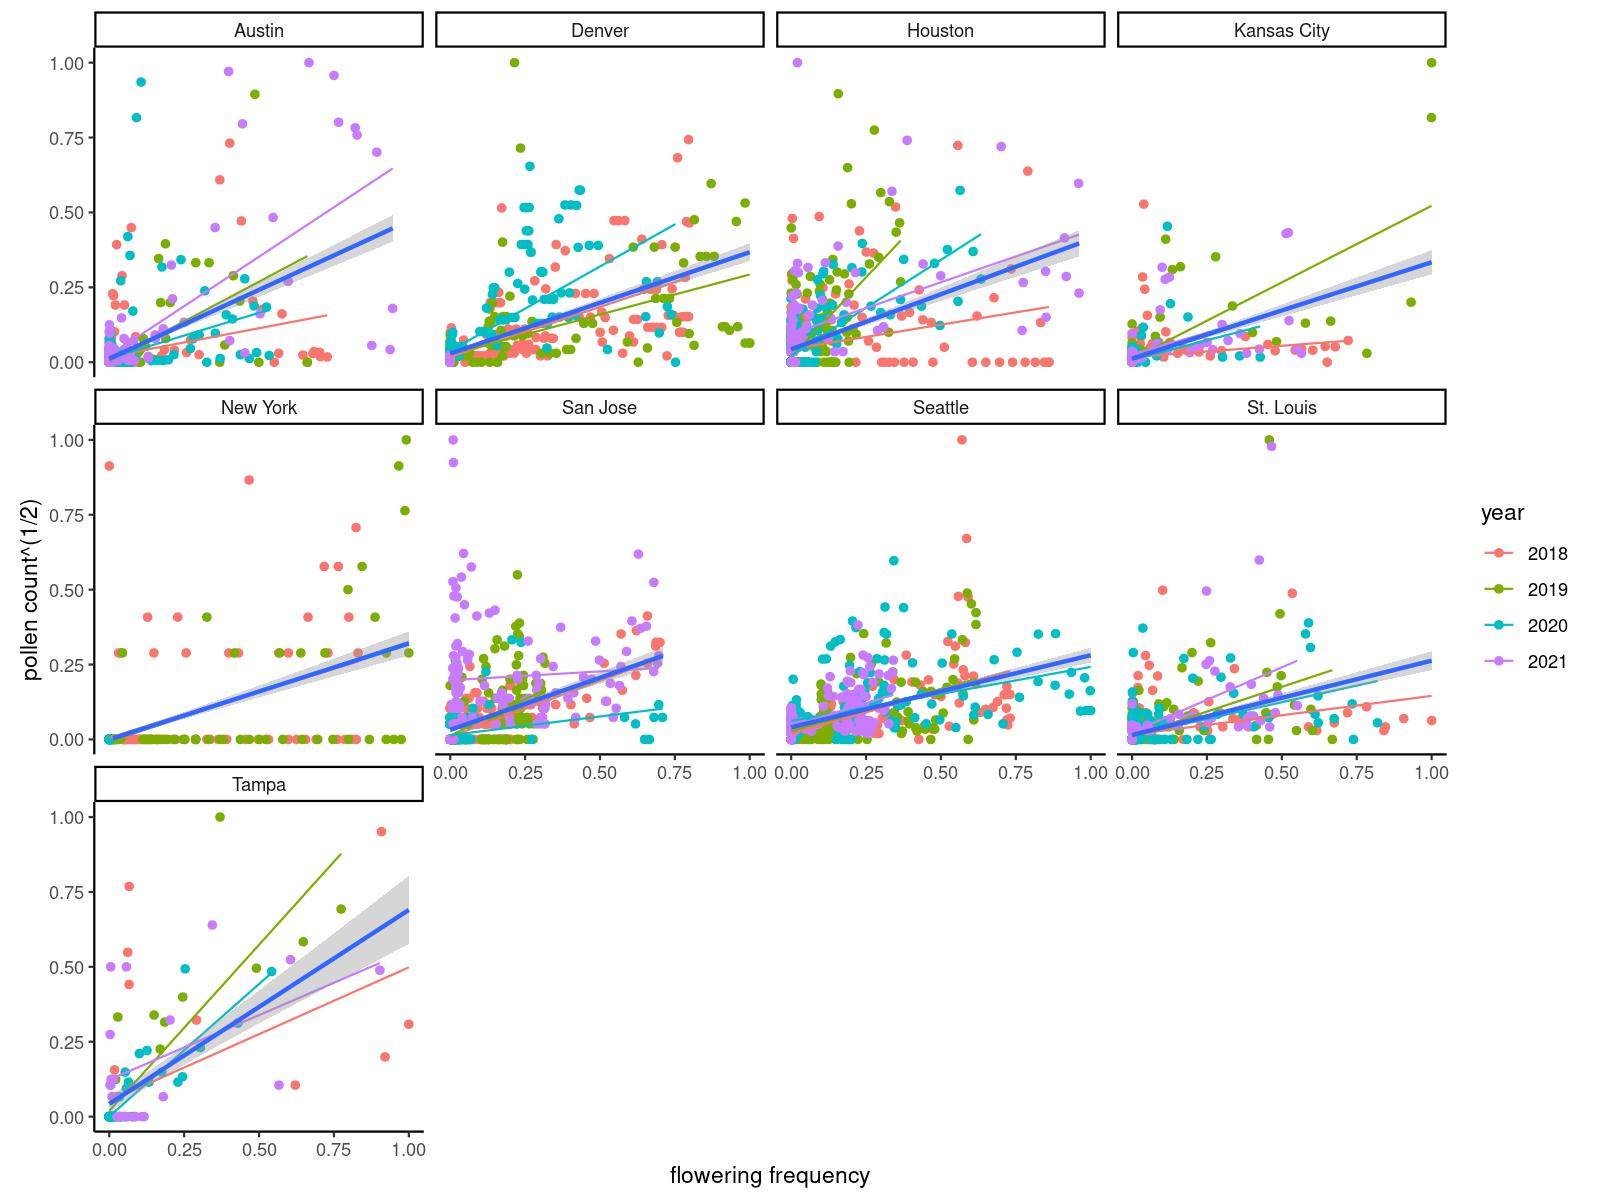 Austin Denver Houston Kansas City
1.00
0.75
0.50
0.25
0.00
New York San Jose Seattle St. Louis
1.00
0.75
0.50
0.25
0.00
0.00 0.25 0.50 0.75 1.00 0.00 0.25 0.50 0.75 1.00 0.00 0.25 0.50 0.75 1.00
Tampa
1.00
0.75
0.50
0.25
0.00
0.00 0.25 0.50 0.75 1.00
flowering frequency
pollen count^(1/2)
year
2018
2019
2020
2021